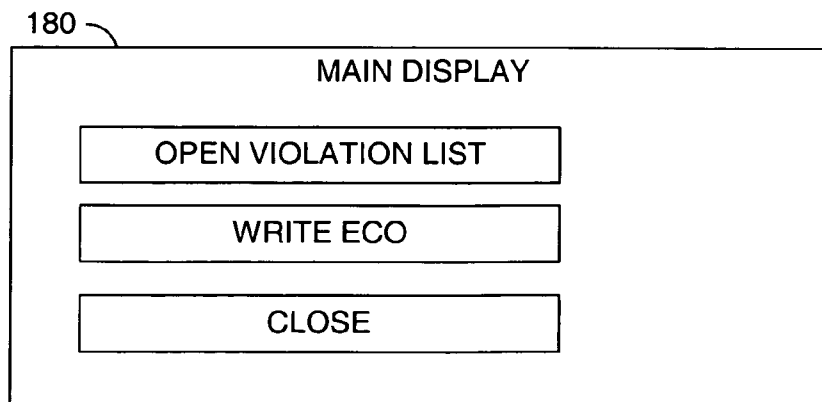 180
MAIN DISPLAY
OPEN VIOLATION LIST
WRITE ECO
CLOSE